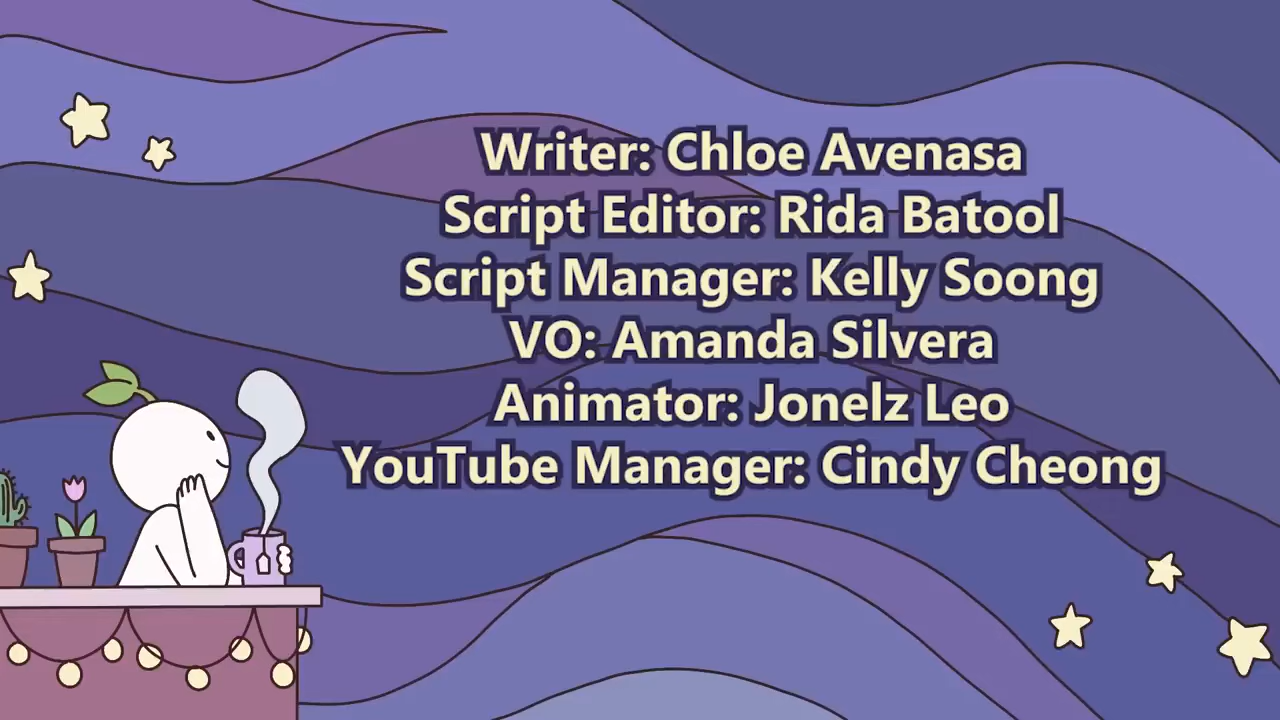 Writer: Chloe Avenasa
Script Editor: Rida Batool
Script Manager: Kelly Soong
VO: Amanda Silvera
Animator: Jonelz Leo
YouTube Manager: Cindy Cheong